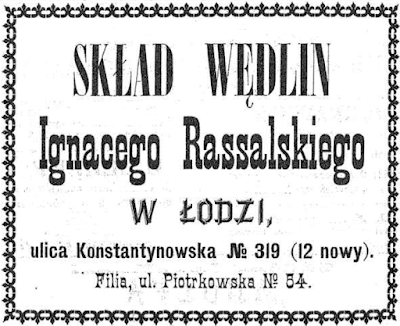 SKŁAD WĘDLIN
Ignacego Rassalskiego
W ŁODZI,
ulica Konstantynowska № 319 (12 nowy).
Filia, ul. Piotrkowska № 54.